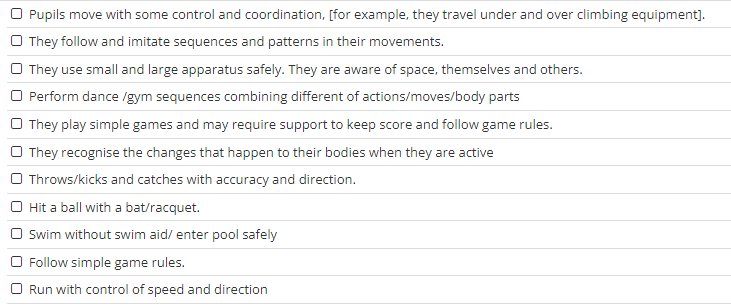 Pupils move with some control and coordination, [for example, they travel under and over climbing equipment].
They follow and imitate sequences and patterns in their movements.
They use small and large apparatus safely. They are aware of space, themselves and others.
Perform dance /gym sequences combining different of actions/moves/body parts
They play simple games and may require support to keep score and follow game rules.
They recognise the changes that happen to their bodies when they are active
Throws/kicks and catches with accuracy and direction.
Hit a ball with a bat/racquet.
Swim without swim aid/ enter pool safely
Follow simple game rules.
Run with control of speed and direction